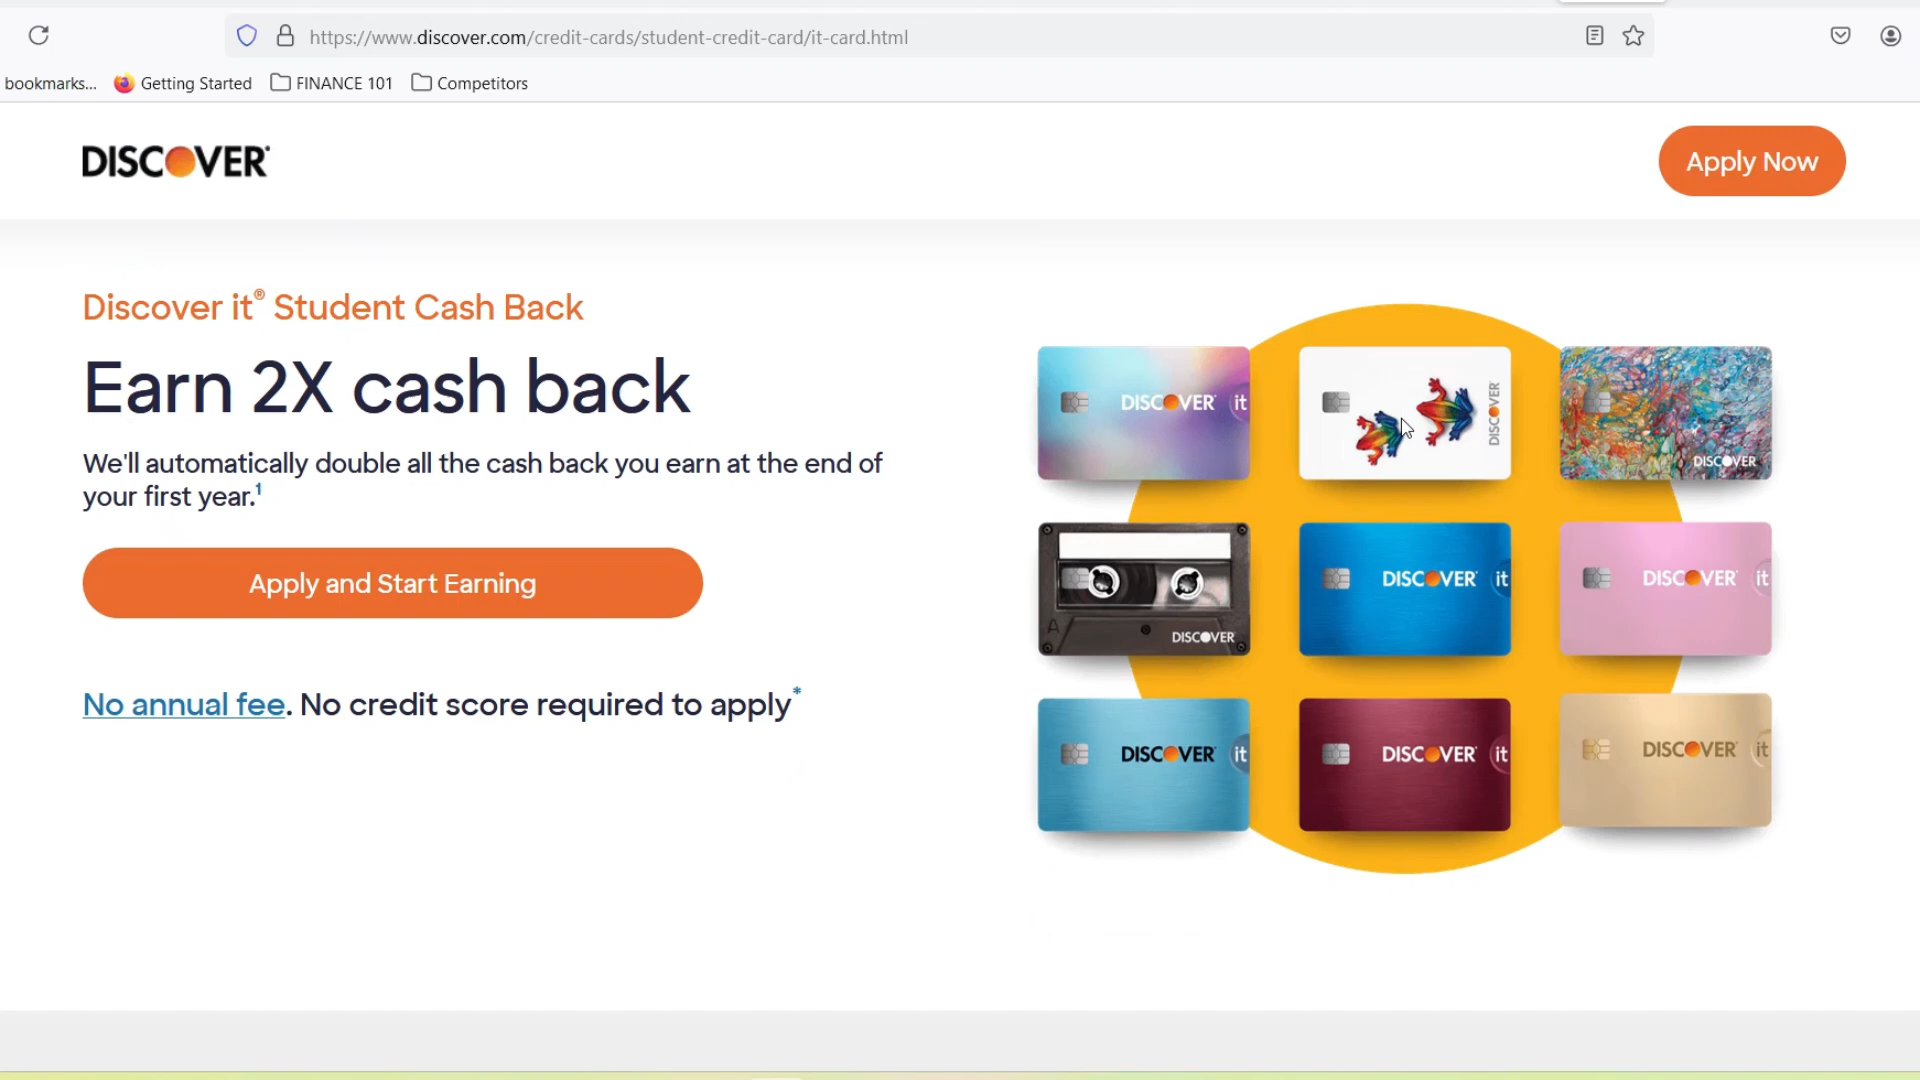 https://www.discover.com/credit-cards/student-credit-card/it-card.html
bookmarks... Getting Started FINANCE 101 Competitors
DISCOVER
Apply Now
Discover it® Student Cash Back
Earn 2X cash back
We'll automatically double all the cash back you earn at the end of
your first year.1
Apply and Start Earning
No annual fee. No credit score required to apply*
DISCOVER it
DISCOVER
DISCOVER
A DISCOVER
DISCOVER it
DISCOVER it
DISCOVER it
DISCOVER it
DISCOVER it